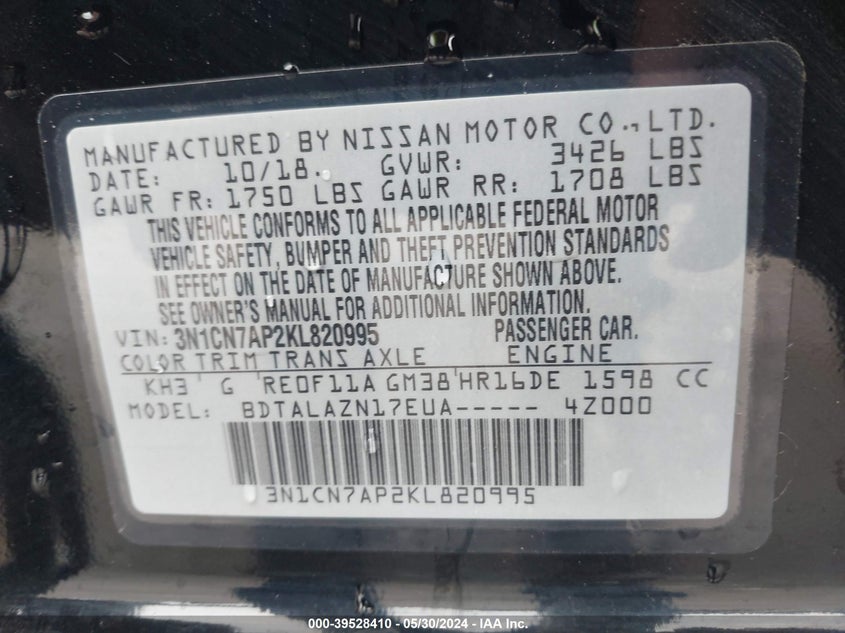 MANUFACTURED BY NISSAN MOTOR CO., LTD.
DATE: 10/18. GVWR: 3426 LBS
GAWR FR: 1750 LBS GAWR RR: 1708 LBS
THIS VEHICLE CONFORMS TO ALL APPLICABLE FEDERAL MOTOR
VEHICLE SAFETY, BUMPER AND THEFT PREVENTION STANDARDS
IN EFFECT ON THE DATE OF MANUFACTURE SHOWN ABOVE.
SEE OWNER'S MANUAL FOR ADDITIONAL INFORMATION.
VIN: 3N1CN7AP2KL820995 PASSENGER CAR.
COLOR TRIM TRANS AXLE ENGINE
KH3 G RE0F11A GM38 HR16DE 1598 CC
MODEL: BDTALAZN17EUA----- 4Z000
3N1CN7AP2KL820995
000-39528410 - 05/30/2024 - IAA Inc.